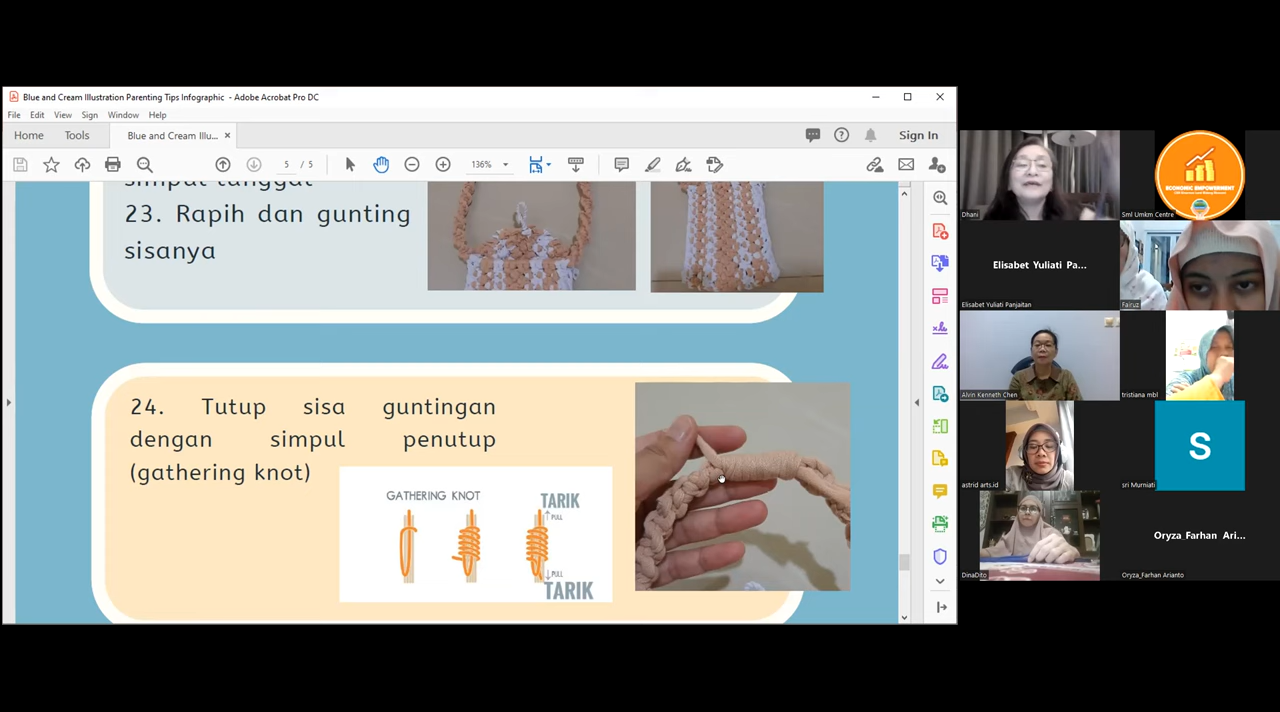 Blue and Cream Illustration Parenting Tips Infographic - Adobe Acrobat Pro DC
File Edit View Sign Window Help
Home Tools Blue and Cream Illu... × Sign In
5 / 5 136%
23. Rapih dan gunting
sisanya
24. Tutup sisa guntingan
dengan simpul penutup
(gathering knot)
GATHERING KNOT
TARIK
PULL
PULL
TARIK
Dhani
ECONOMIC EMPOWERMENT
Sml Umkm Centre
Elisabet Yuliati Pa...
Elisabet Yuliati Panjaitan
Fairuz
Alvin Kenneth Chen
tristiana mbl
astrid arts.id
S
sri Murniati
DinaDito
Oryza_Farhan Ari...
Oryza_Farhan Arianto